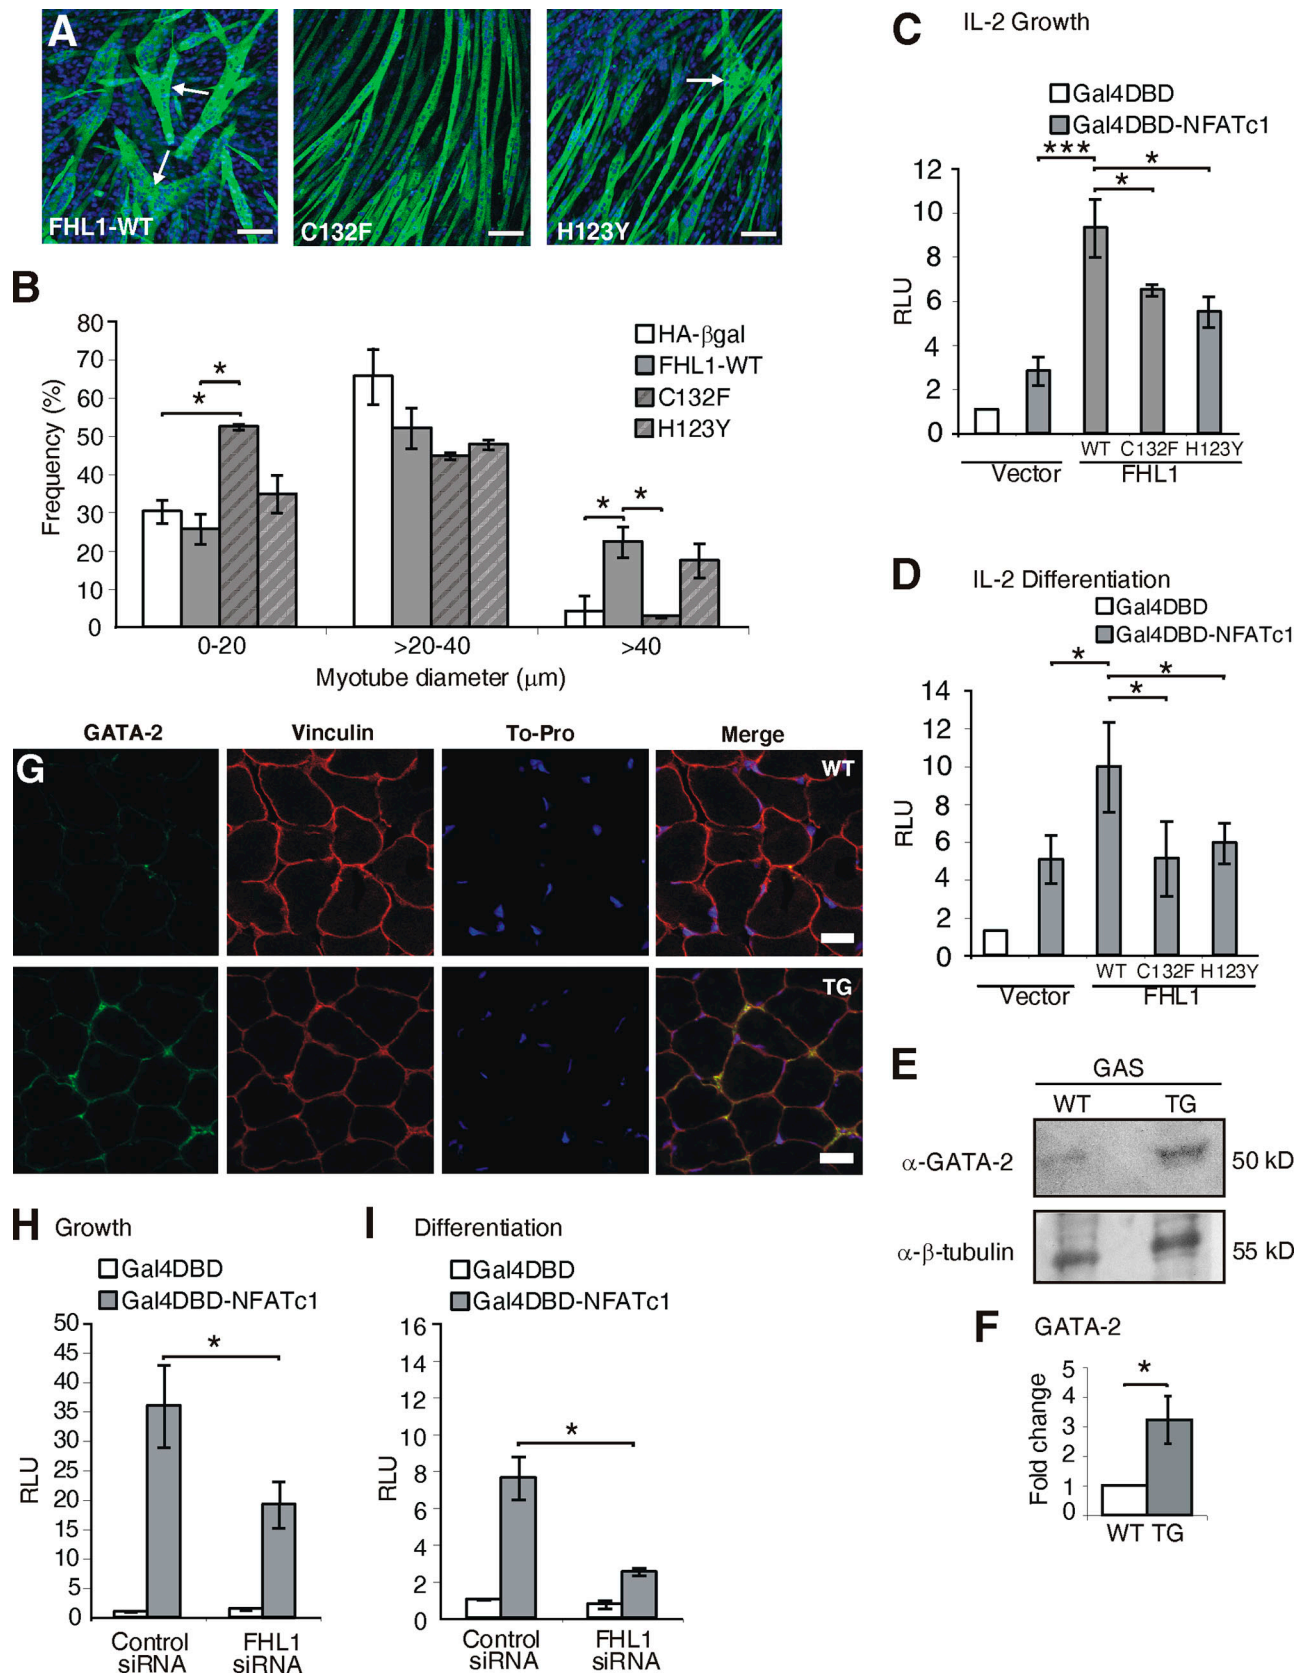 A
FHL1-WT
C132F
H123Y
B
80
70
60
50
40
30
20
10
0
Frequency (%)
*
*
*
*
HA-βgal
FHL1-WT
C132F
H123Y
0-20
>20-40
>40
Myotube diameter (μm)
C IL-2 Growth
Gal4DBD
Gal4DBD-NFATc1
***
*
*
12
10
8
6
4
2
0
RLU
WT C132F H123Y
Vector FHL1
D IL-2 Differentiation
Gal4DBD
Gal4DBD-NFATc1
*
*
*
14
12
10
8
6
4
2
0
RLU
WT C132F H123Y
Vector FHL1
G
GATA-2 Vinculin To-Pro Merge
WT
TG
E
GAS
WT TG
α-GATA-2 50 kD
α-β-tubulin 55 kD
F GATA-2
5
4
3
2
1
0
Fold change
*
WT TG
H Growth
Gal4DBD
Gal4DBD-NFATc1
50
45
40
35
30
25
20
15
10
5
0
RLU
*
Control FHL1
siRNA siRNA
I Differentiation
Gal4DBD
Gal4DBD-NFATc1
16
14
12
10
8
6
4
2
0
RLU
*
Control FHL1
siRNA siRNA